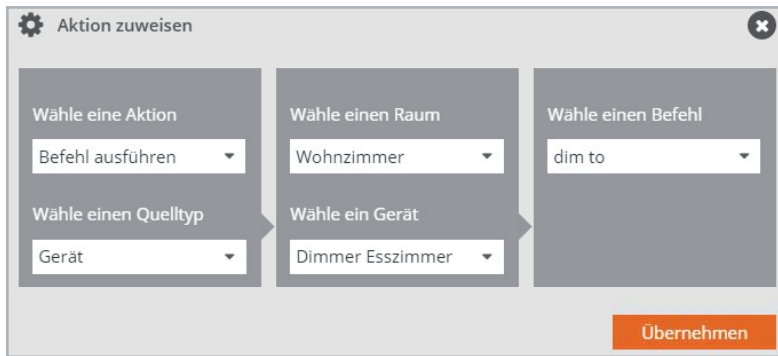 Aktion zuweisen
Wähle eine Aktion
Befehl ausführen
Wähle einen Quelltyp
Gerät
Wähle einen Raum
Wohnzimmer
Wähle ein Gerät
Dimmer Esszimmer
Wähle einen Befehl
dim to
Übernehmen